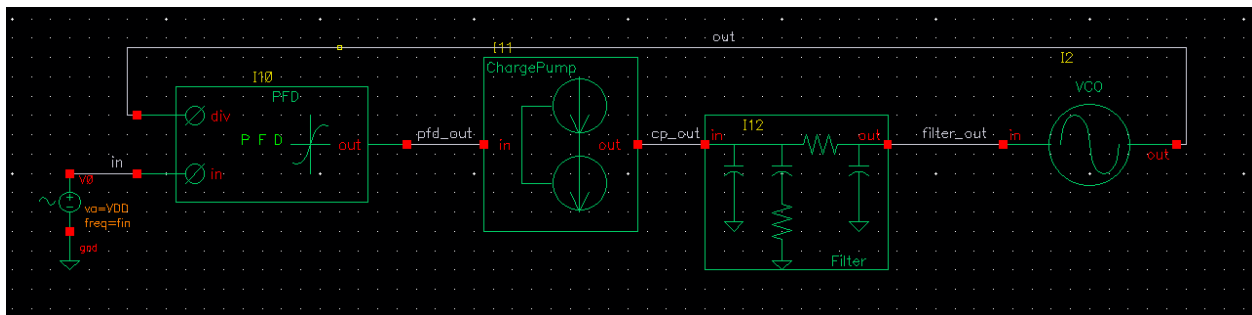 out
I11
I2
ChargePump
I10
VCO
PFD
div
PFD
out
pfd_out
in
out
cp_out
in
I12
out
filter_out
in
out
in
in
V0
va=VDD
freq=fin
gnd
Filter